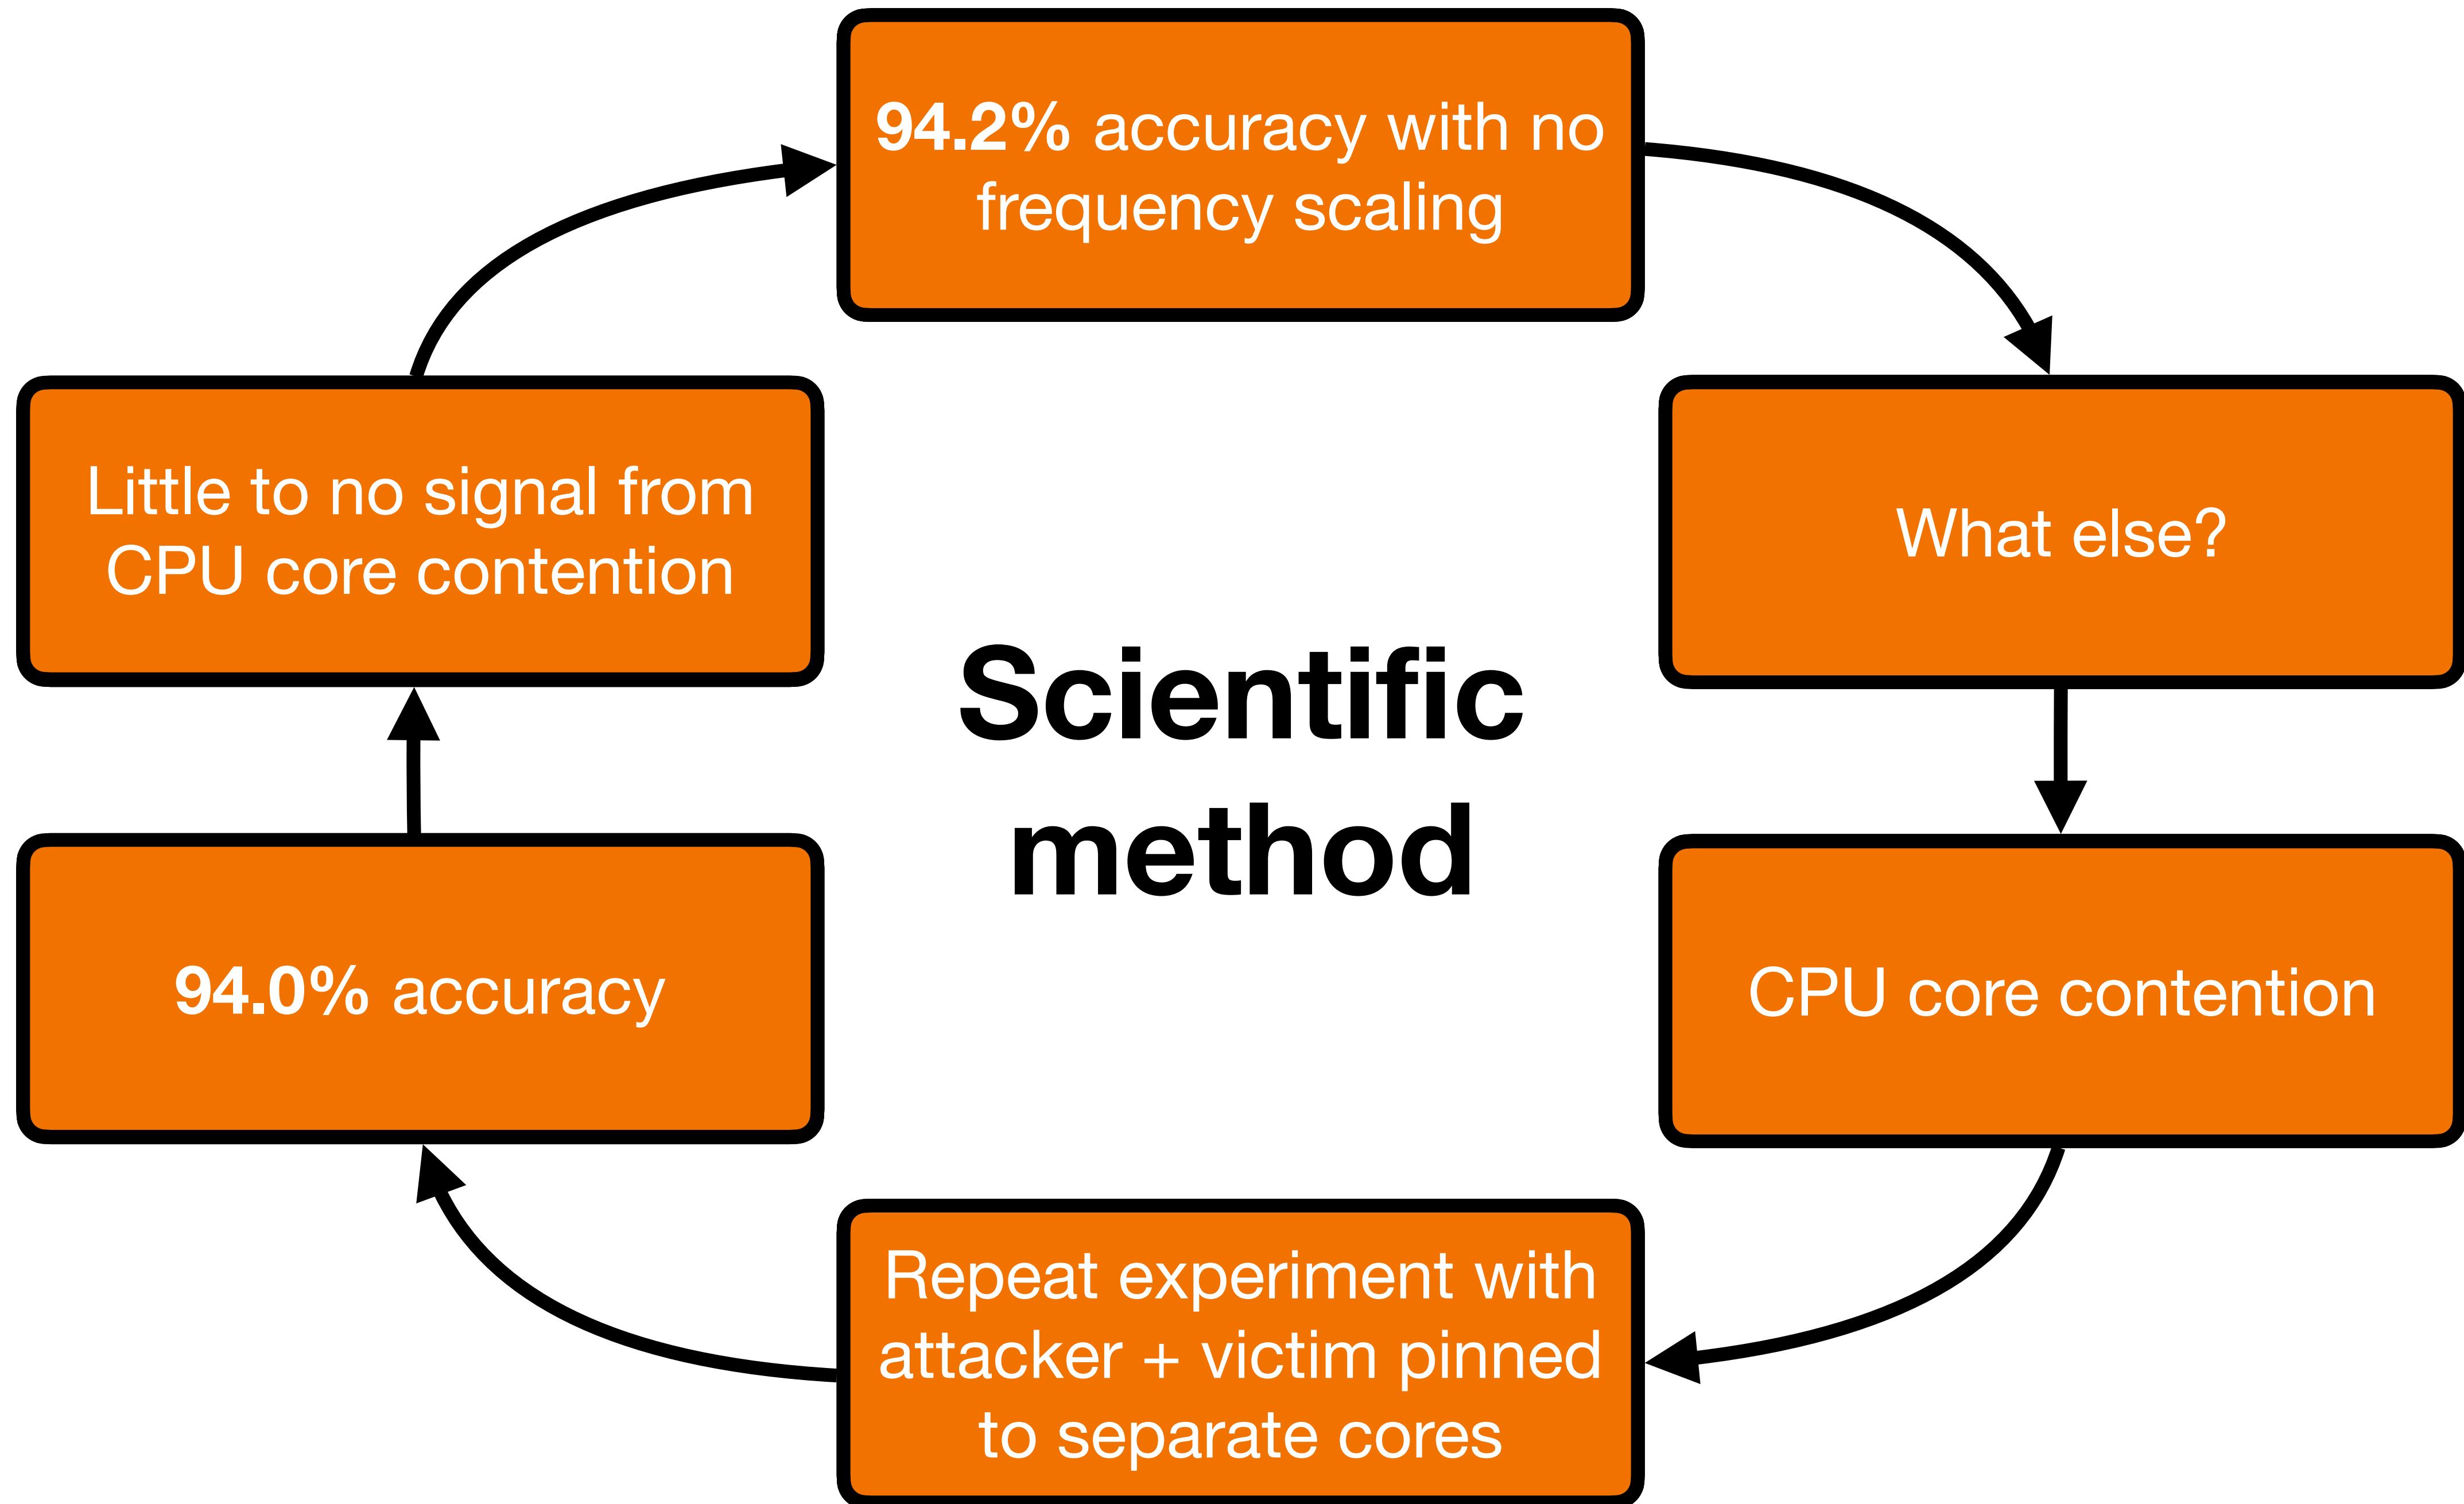 94.2% accuracy with no
frequency scaling
What else?
CPU core contention
Repeat experiment with
attacker + victim pinned
to separate cores
94.0% accuracy
Little to no signal from
CPU core contention
Scientific
method